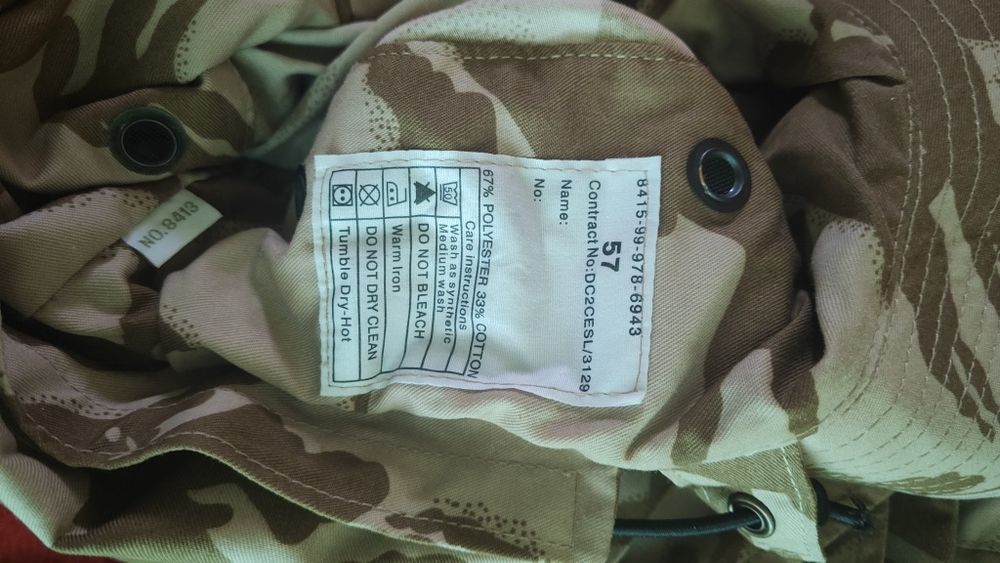 8415-99-978-6943
57
Contract No:DC2CESL/3129
Name:
No:
67% POLYESTER 33% COTTON
Care instructions
50
Wash as synthetic
Medium wash
DO NOT BLEACH
Warm Iron
DO NOT DRY CLEAN
Tumble Dry-Hot
NO.8413